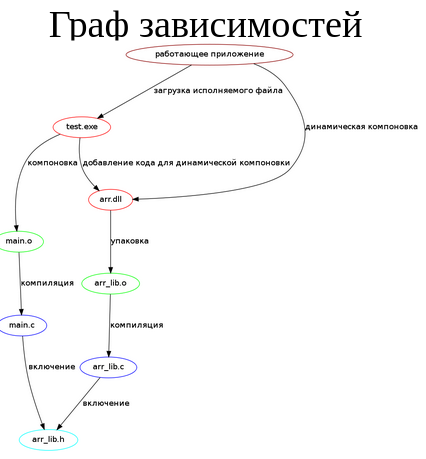 Граф зависимостей
работающее приложение
загрузка исполняемого файла
test.exe
динамическая компоновка
компоновка
добавление кода для динамической компоновки
arr.dll
main.o
упаковка
компиляция
arr_lib.o
main.c
компиляция
включение
arr_lib.c
включение
arr_lib.h